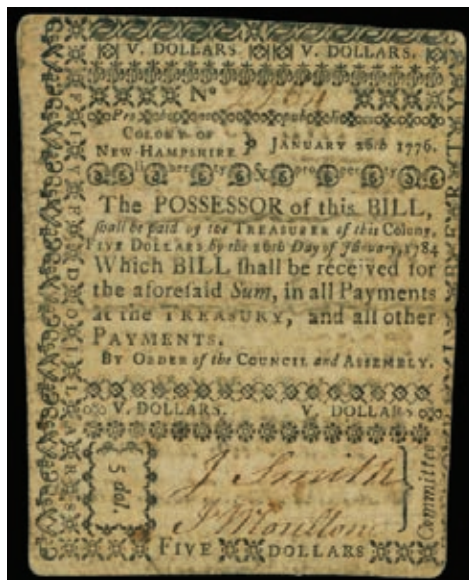 V. DOLLARS. V. DOLLARS.
No
COLONY OF
NEW-HAMPSHIRE. } JANUARY 26th 1776.
The POSSESSOR of this BILL,
ſhall be paid by the TREASURER of this Colony,
FIVE DOLLARS by the 26th Day of January, 1784
Which BILL ſhall be received for
the aforeſaid Sum, in all Payments
at the TREASURY, and all other
PAYMENTS.
By ORDER of the COUNCIL and ASSEMBLY.
V. DOLLARS. V. DOLLARS
5 dol.
J Smith
J Moulton
Committee
FIVE DOLLARS